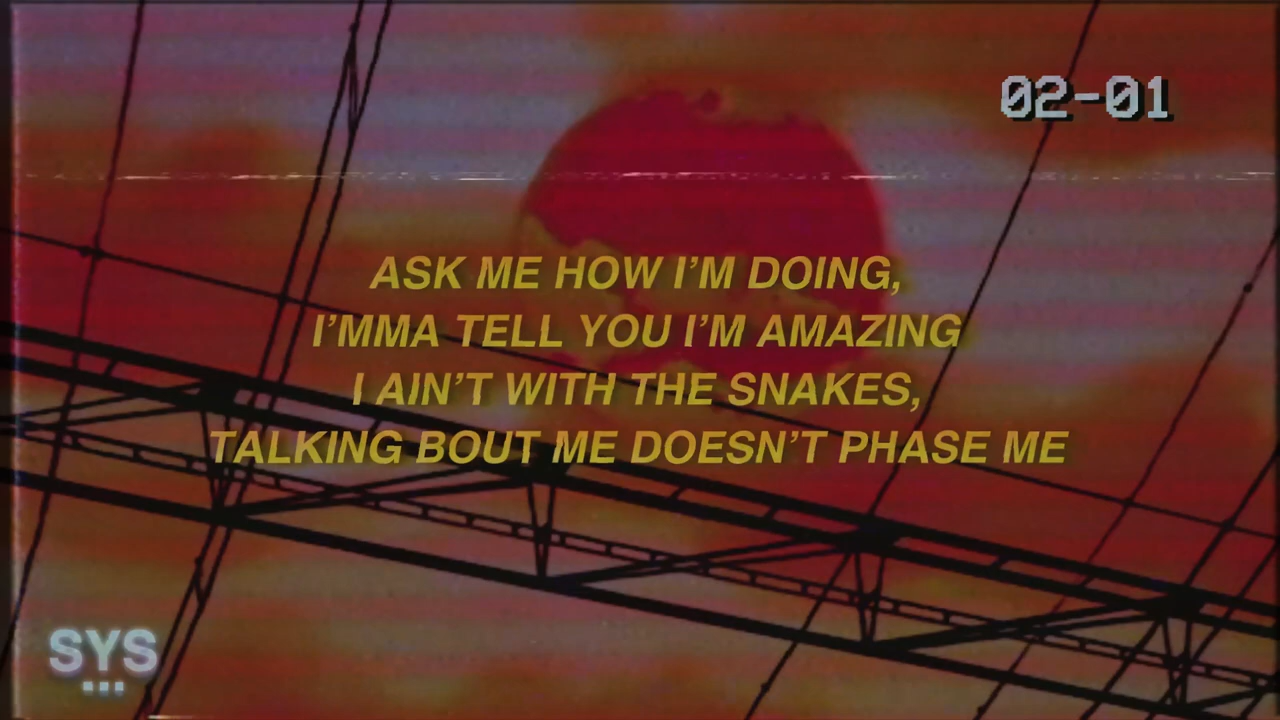 02-01
ASK ME HOW I'M DOING,
I'MMA TELL YOU I'M AMAZING
I AIN'T WITH THE SNAKES,
TALKING BOUT ME DOESN'T PHASE ME
SYS